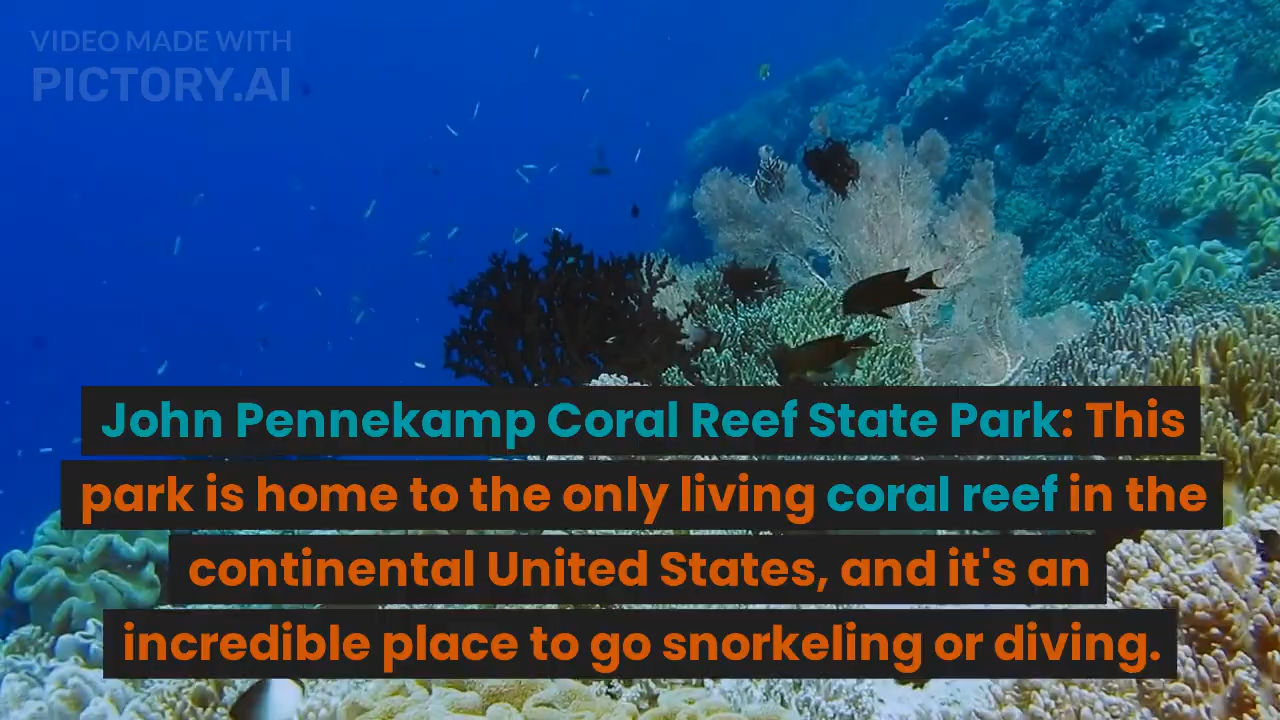 VIDEO MADE WITH
PICTORY.AI
John Pennekamp Coral Reef State Park: This
park is home to the only living coral reef in the
continental United States, and it's an
incredible place to go snorkeling or diving.